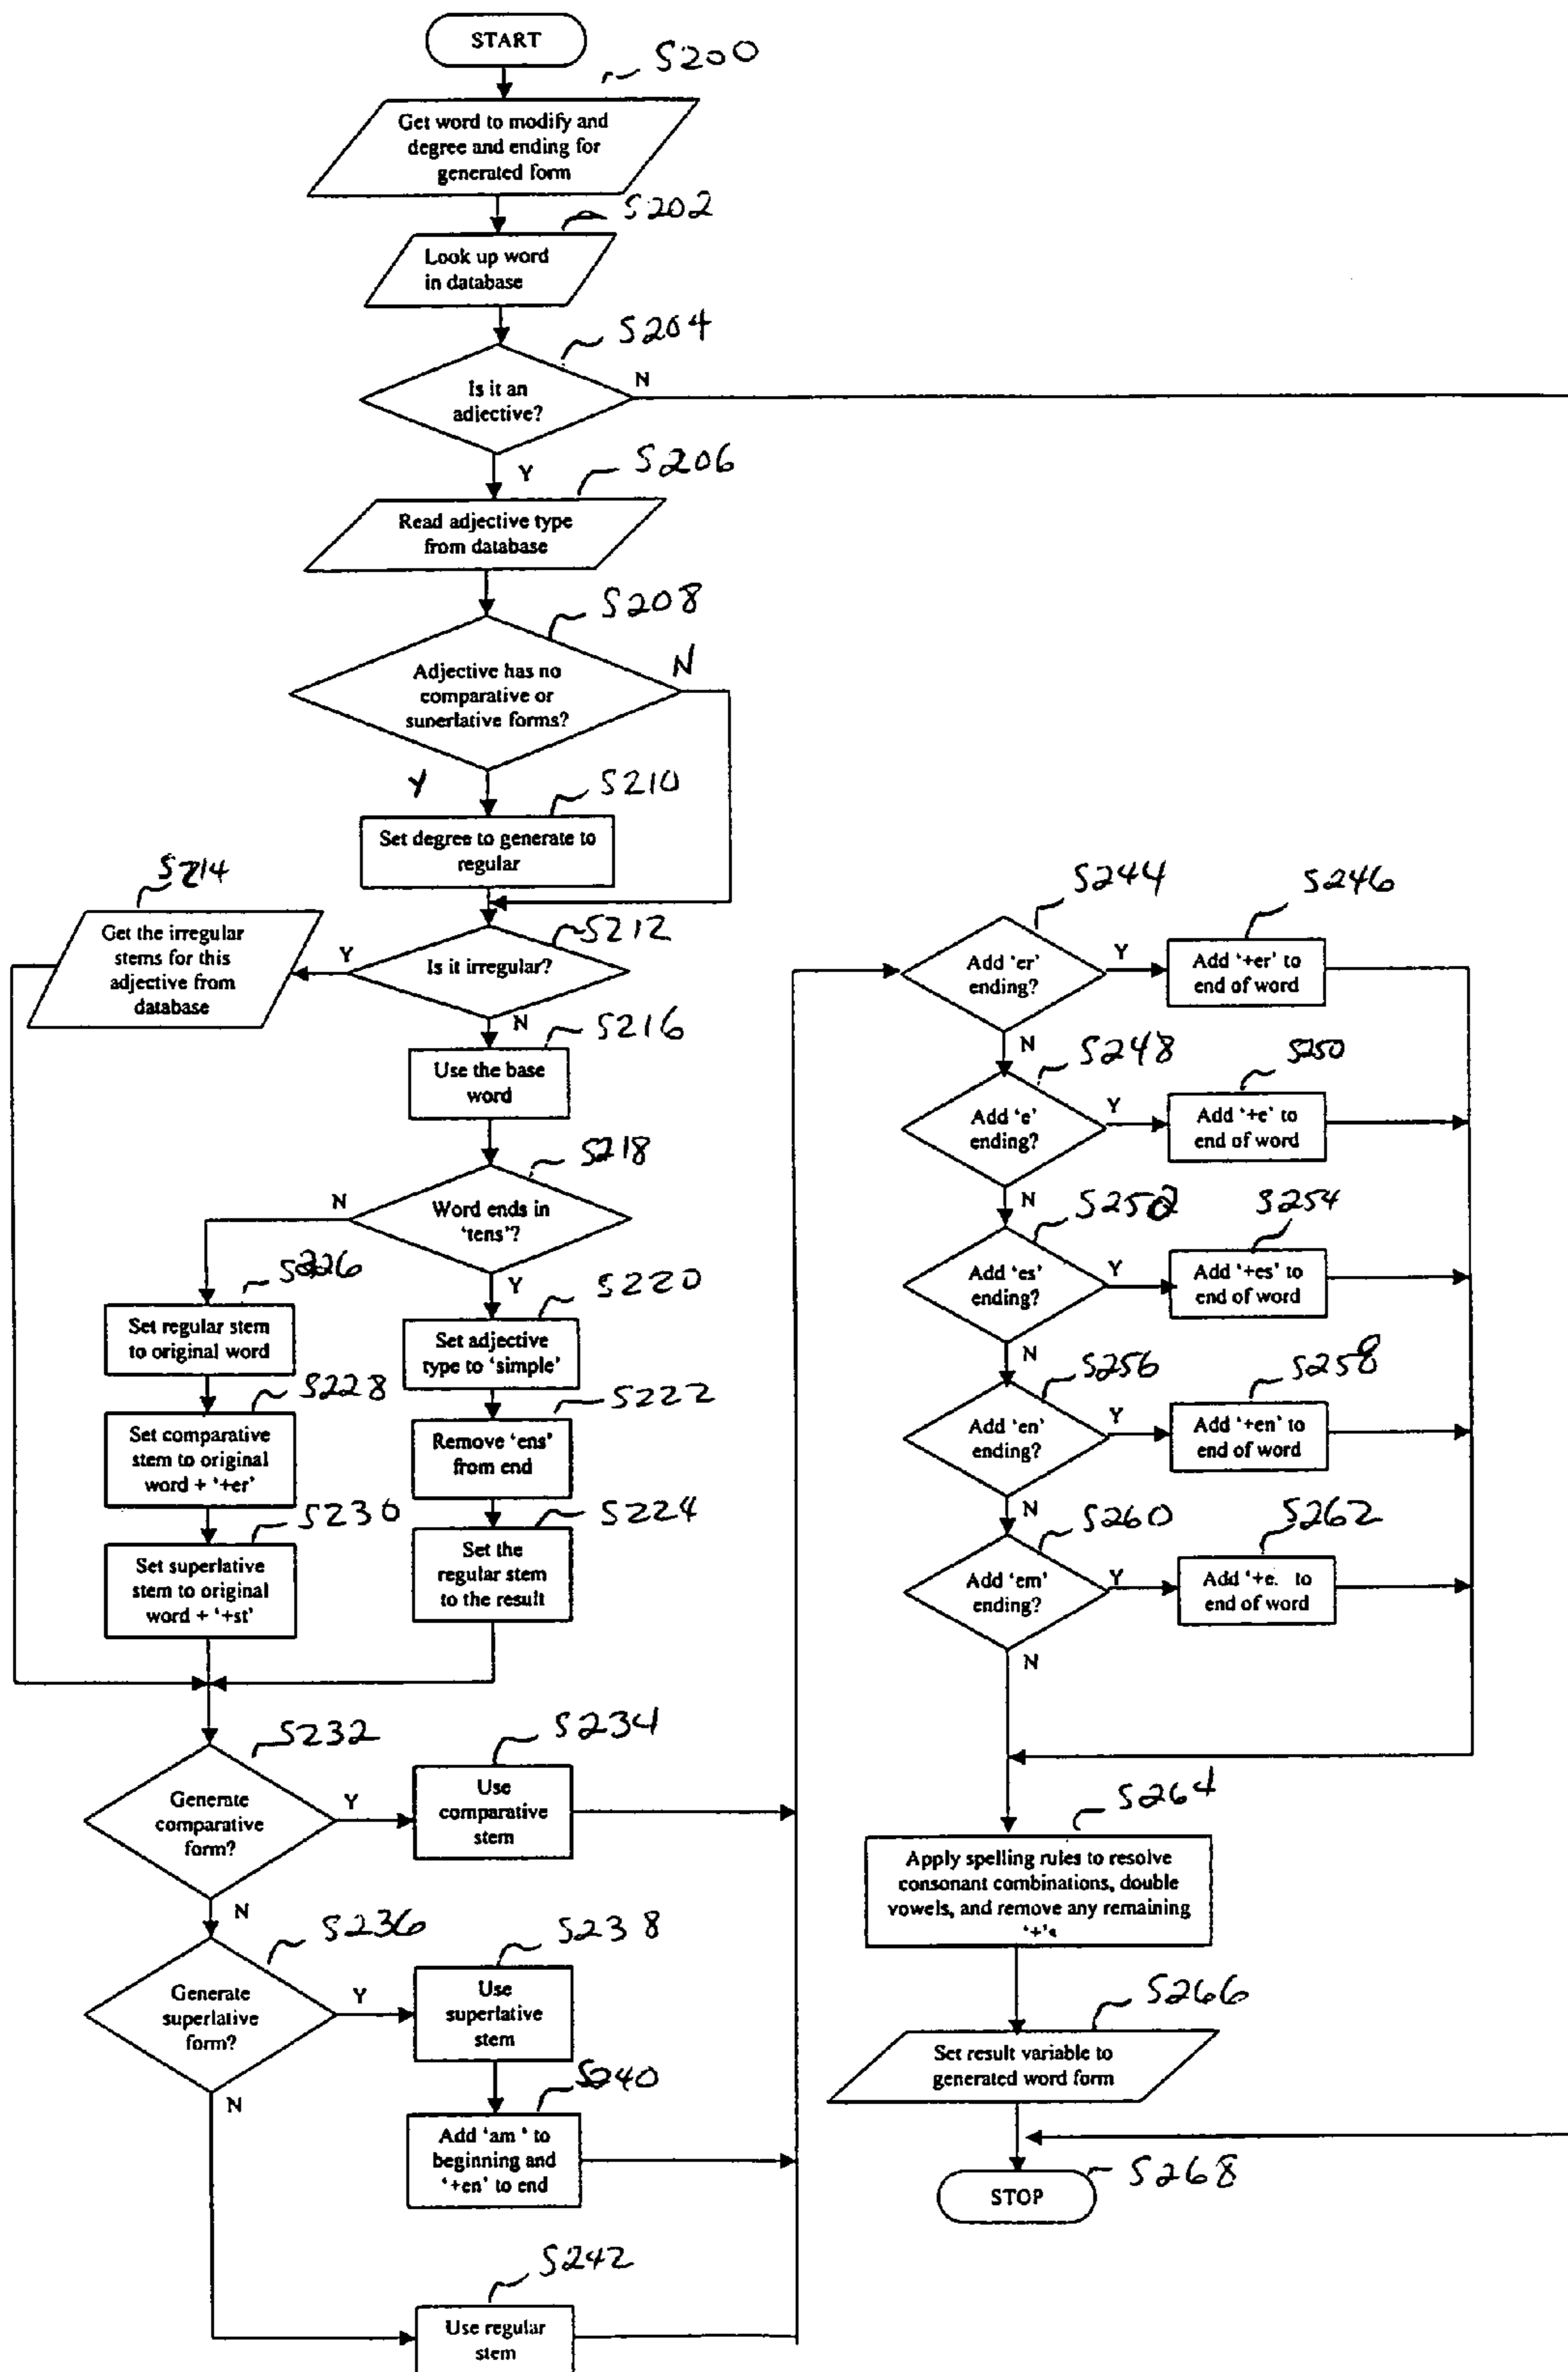 START
S200
Get word to modify and
degree and ending for
generated form
S202
Look up word
in database
S204
Is it an
adjective?
N
Y
S206
Read adjective type
from database
S208
Adjective has no
comparative or
sunerlative forms?
N
Y
S210
Set degree to generate to
regular
S214
Get the irregular
stems for this
adjective from
database
S212
Y
Is it irregular?
N
S216
Use the base
word
S218
N
Word ends in
'tens'?
Y
S226
Set regular stem
to original word
S228
Set comparative
stem to original
word + '+er'
S230
Set superlative
stem to original
word + '+st'
S220
Set adjective
type to 'simple'
S222
Remove 'ens'
from end
S224
Set the
regular stem
to the result
S232
Generate
comparative
form?
Y
N
S234
Use
comparative
stem
S236
Generate
superlative
form?
Y
N
S238
Use
superlative
stem
S240
Add 'am ' to
beginning and
'+en' to end
S242
Use regular
stem
S244
Add 'er'
ending?
Y
N
S246
Add '+er' to
end of word
S248
Add 'e'
ending?
Y
N
S250
Add '+e' to
end of word
S252
Add 'es'
ending?
Y
N
S254
Add '+es' to
end of word
S256
Add 'en'
ending?
Y
N
S258
Add '+en' to
end of word
S260
Add 'em'
ending?
Y
N
S262
Add '+e. to
end of word
S264
Apply spelling rules to resolve
consonant combinations, double
vowels, and remove any remaining
'+'s
S266
Set result variable to
generated word form
S268
STOP